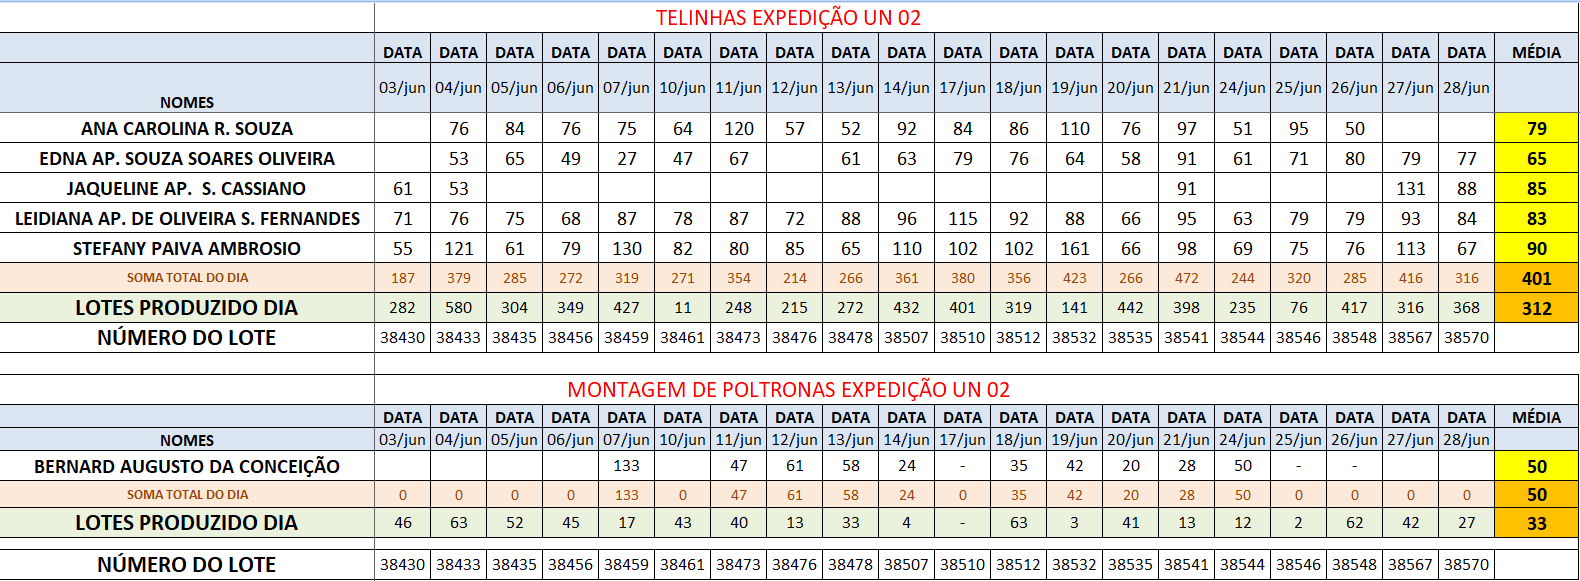 TELINHAS EXPEDIÇÃO UN 02
DATA DATA DATA DATA DATA DATA DATA DATA DATA DATA DATA DATA DATA DATA DATA DATA DATA DATA DATA DATA MÉDIA
NOMES 03/jun 04/jun 05/jun 06/jun 07/jun 10/jun 11/jun 12/jun 13/jun 14/jun 17/jun 18/jun 19/jun 20/jun 21/jun 24/jun 25/jun 26/jun 27/jun 28/jun
ANA CAROLINA R. SOUZA 76 84 76 75 64 120 57 52 92 84 86 110 76 97 51 95 50 79
EDNA AP. SOUZA SOARES OLIVEIRA 53 65 49 27 47 67 61 63 79 76 64 58 91 61 71 80 79 77 65
JAQUELINE AP. S. CASSIANO 61 53 91 131 88 85
LEIDIANA AP. DE OLIVEIRA S. FERNANDES 71 76 75 68 87 78 87 72 88 96 115 92 88 66 95 63 79 79 93 84 83
STEFANY PAIVA AMBROSIO 55 121 61 79 130 82 80 85 65 110 102 102 161 66 98 69 75 76 113 67 90
SOMA TOTAL DO DIA 187 379 285 272 319 271 354 214 266 361 380 356 423 266 472 244 320 285 416 316 401
LOTES PRODUZIDO DIA 282 580 304 349 427 11 248 215 272 432 401 319 141 442 398 235 76 417 316 368 312
NÚMERO DO LOTE 38430 38433 38435 38456 38459 38461 38473 38476 38478 38507 38510 38512 38532 38535 38541 38544 38546 38548 38567 38570
MONTAGEM DE POLTRONAS EXPEDIÇÃO UN 02
DATA DATA DATA DATA DATA DATA DATA DATA DATA DATA DATA DATA DATA DATA DATA DATA DATA DATA DATA DATA MÉDIA
NOMES 03/jun 04/jun 05/jun 06/jun 07/jun 10/jun 11/jun 12/jun 13/jun 14/jun 17/jun 18/jun 19/jun 20/jun 21/jun 24/jun 25/jun 26/jun 27/jun 28/jun
BERNARD AUGUSTO DA CONCEIÇÃO 133 47 61 58 24 - 35 42 20 28 50 - - 50
SOMA TOTAL DO DIA 0 0 0 0 133 0 47 61 58 24 0 35 42 20 28 50 0 0 0 0 50
LOTES PRODUZIDO DIA 46 63 52 45 17 43 40 13 33 4 - 63 3 41 13 12 2 62 42 27 33
NÚMERO DO LOTE 38430 38433 38435 38456 38459 38461 38473 38476 38478 38507 38510 38512 38532 38535 38541 38544 38546 38548 38567 38570